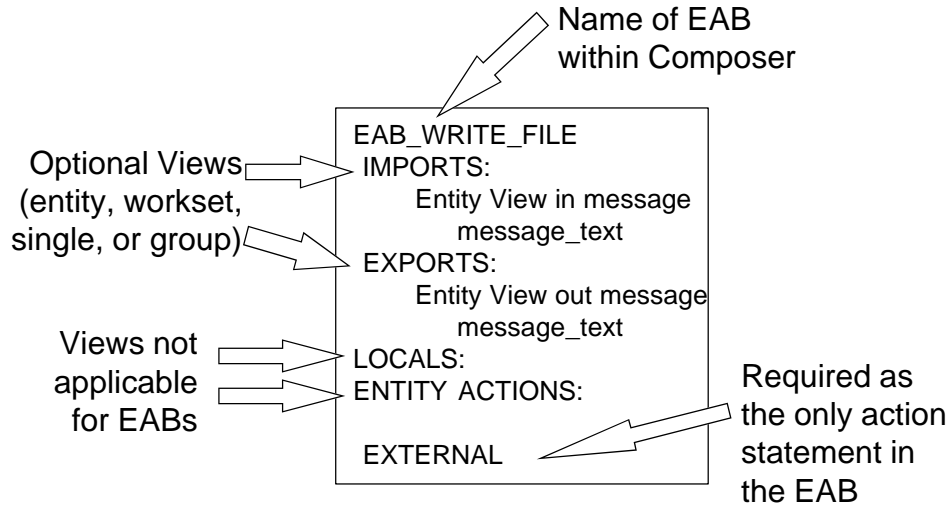 Name of EAB
within Composer
EAB_WRITE_FILE
Optional Views
(entity, workset,
single, or group)
IMPORTS:
Entity View in message
message_text
EXPORTS:
Entity View out message
message_text
Views not
applicable
for EABs
LOCALS:
ENTITY ACTIONS:
EXTERNAL
Required as
the only action
statement in
the EAB